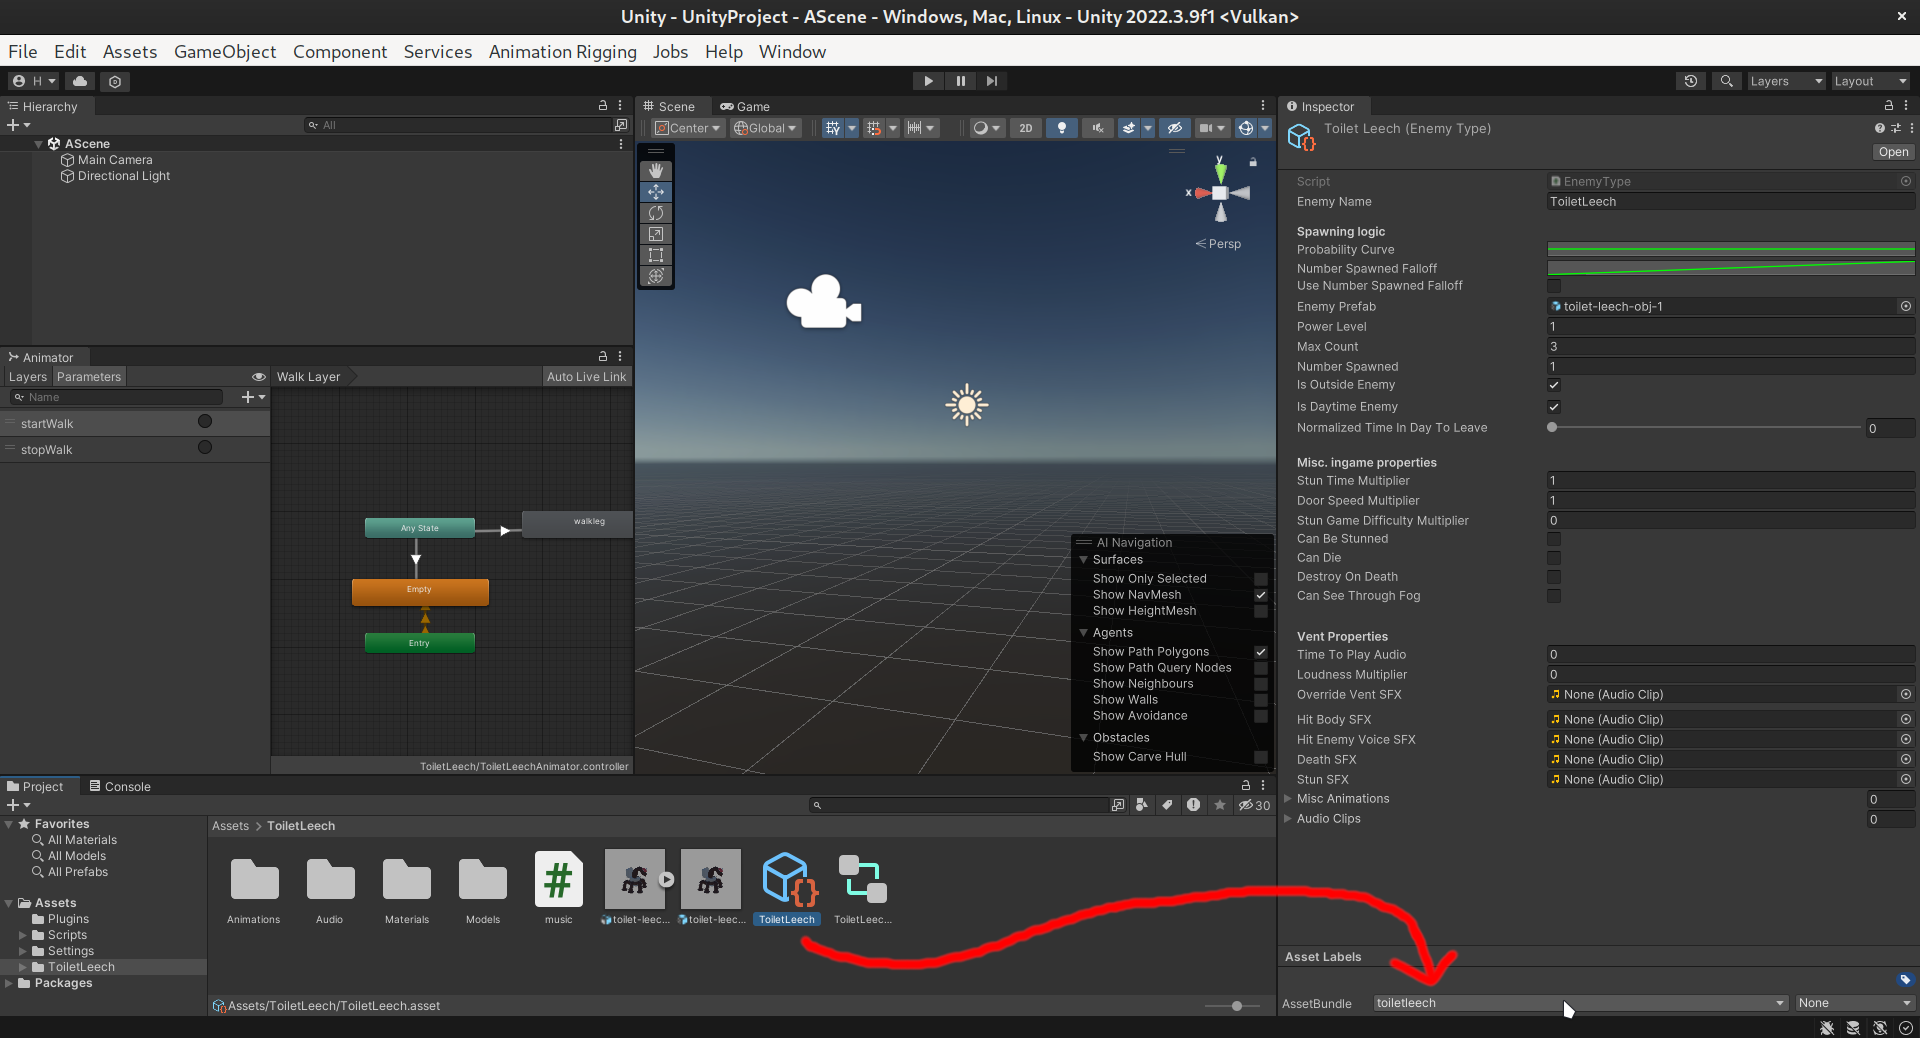 Unity - UnityProject - AScene - Windows, Mac, Linux - Unity 2022.3.9f1 <Vulkan>
File Edit Assets GameObject Component Services Animation Rigging Jobs Help Window
H
Layers
Layout
Hierarchy
All
AScene
Main Camera
Directional Light
Animator
Layers Parameters
Walk Layer
Auto Live Link
Name
startWalk
stopWalk
Any State
walkleg
Empty
Entry
ToiletLeech/ToiletLeechAnimator.controller
Scene
Game
Center
Global
2D
y
x
Persp
AI Navigation
Surfaces
Show Only Selected
Show NavMesh
Show HeightMesh
Agents
Show Path Polygons
Show Path Query Nodes
Show Neighbours
Show Walls
Show Avoidance
Obstacles
Show Carve Hull
Project
Console
30
Favorites
All Materials
All Models
All Prefabs
Assets
Plugins
Scripts
Settings
ToiletLeech
Packages
Assets > ToiletLeech
Animations
Audio
Materials
Models
music
toilet-leec...
toilet-leec...
ToiletLeech
ToiletLeec...
Assets/ToiletLeech/ToiletLeech.asset
Inspector
Toilet Leech (Enemy Type)
Open
Script EnemyType
Enemy Name ToiletLeech
Spawning logic
Probability Curve
Number Spawned Falloff
Use Number Spawned Falloff
Enemy Prefab toilet-leech-obj-1
Power Level 1
Max Count 3
Number Spawned 1
Is Outside Enemy
Is Daytime Enemy
Normalized Time In Day To Leave 0
Misc. ingame properties
Stun Time Multiplier 1
Door Speed Multiplier 1
Stun Game Difficulty Multiplier 0
Can Be Stunned
Can Die
Destroy On Death
Can See Through Fog
Vent Properties
Time To Play Audio 0
Loudness Multiplier 0
Override Vent SFX None (Audio Clip)
Hit Body SFX None (Audio Clip)
Hit Enemy Voice SFX None (Audio Clip)
Death SFX None (Audio Clip)
Stun SFX None (Audio Clip)
Misc Animations 0
Audio Clips 0
Asset Labels
AssetBundle toiletleech None